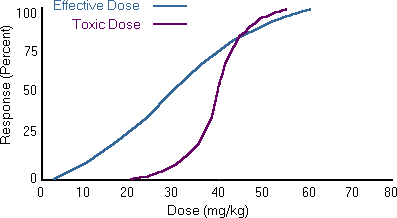 Effective Dose
Toxic Dose
Response (Percent)
100
75
50
25
0
0 10 20 30 40 50 60 70 80
Dose (mg/kg)